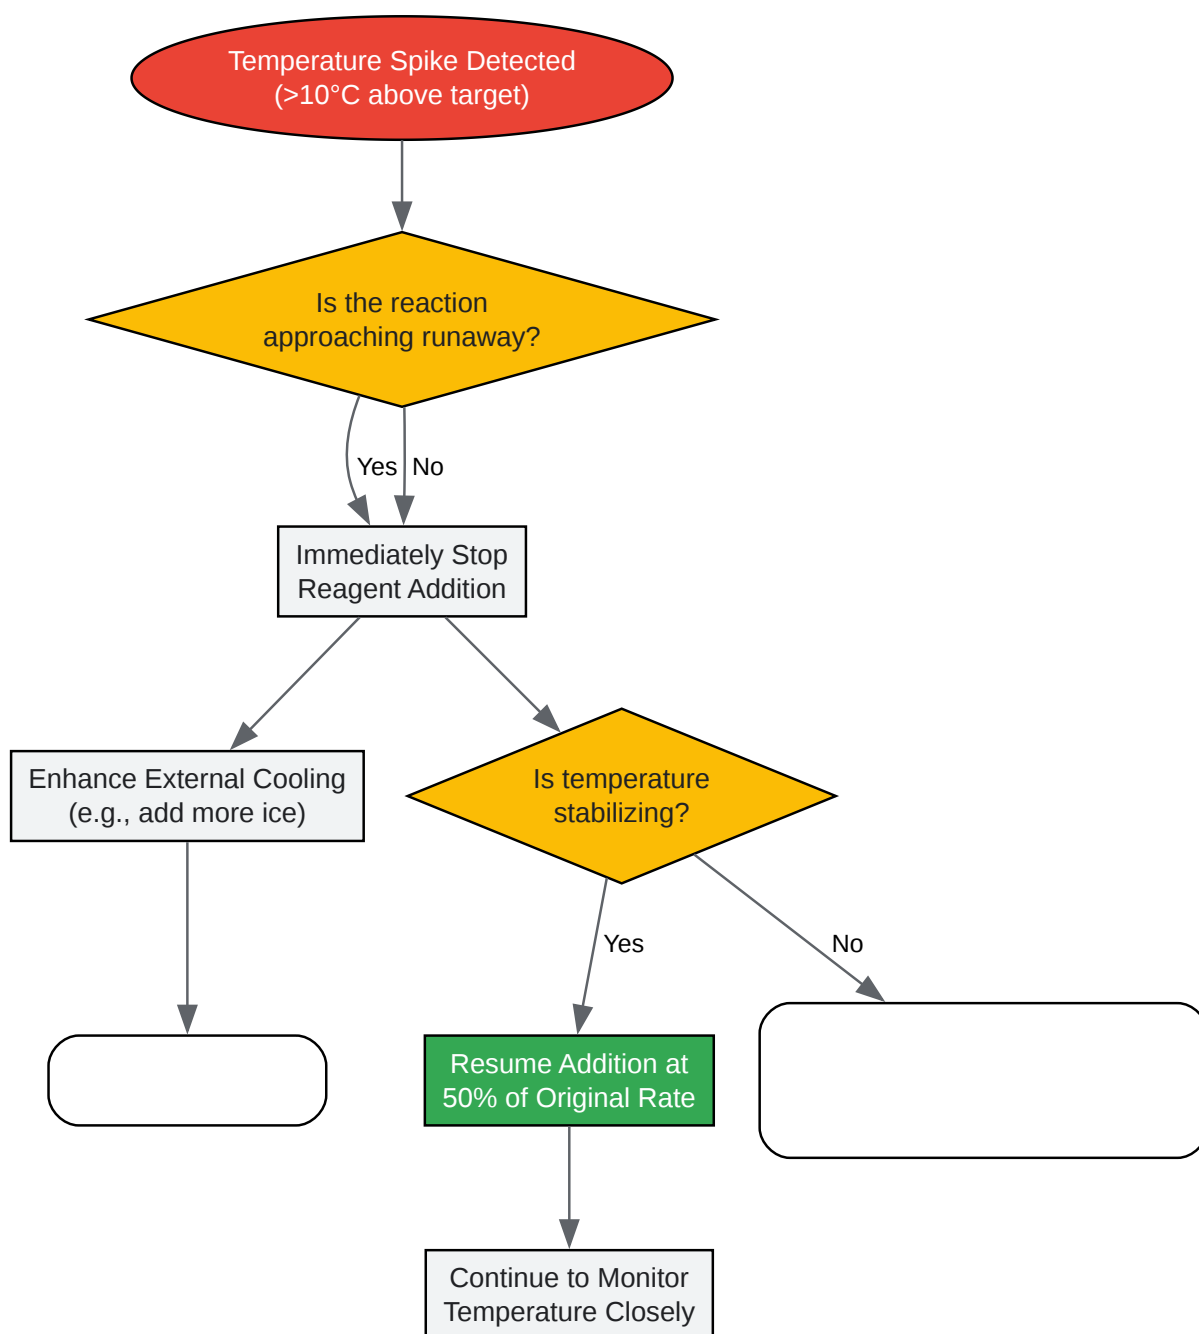 Temperature Spike Detected
(>10°C above target)
Is the reaction
approaching runaway?
Yes
No
Immediately Stop
Reagent Addition
Enhance External Cooling
(e.g., add more ice)
Is temperature
stabilizing?
Yes
No
Resume Addition at
50% of Original Rate
Continue to Monitor
Temperature Closely